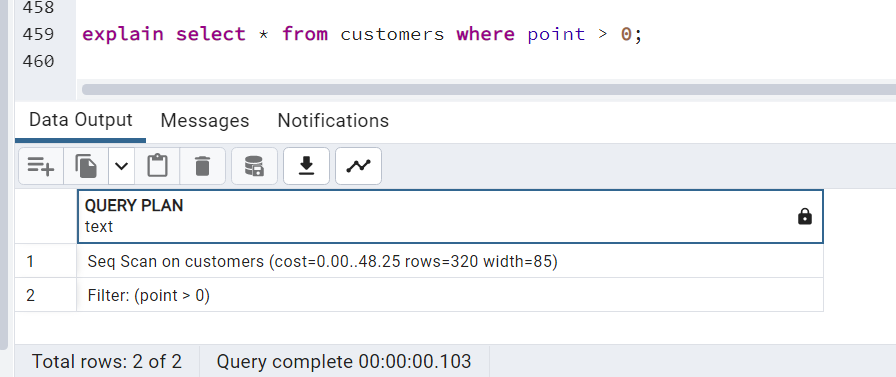 458
459 explain select * from customers where point > 0;
460
Data Output Messages Notifications
QUERY PLAN
text
1 Seq Scan on customers (cost=0.00..48.25 rows=320 width=85)
2 Filter: (point > 0)
Total rows: 2 of 2 Query complete 00:00:00.103